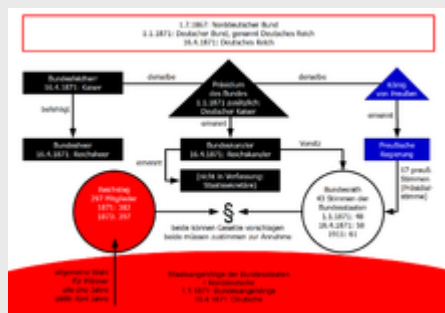 1.7.1867: Norddeutscher Bund
1.1.1871: Deutscher Bund, genannt Deutsches Reich
16.4.1871: Deutsches Reich
Bundesfeldherr
16.4.1871: Kaiser
derselbe
Präsidium
des Bundes
1.1.1871 zusätzlich:
Deutscher Kaiser
derselbe
König
von Preußen
befehligt
ernennt
ernennt
Bundesheer
16.4.1871: Reichsheer
Bundeskanzler
16.4.1871: Reichskanzler
Preußische
Regierung
ernennt
Vorsitz
(nicht in Verfassung:
Staatssekretäre)
17 preuß.
Stimmen
Reichstag
297 Mitglieder
1871: 382
1873: 397
§
beide können Gesetze vorschlagen
beide müssen zustimmen zur Annahme
Bundesrath
43 Stimmen der
Bundesstaaten
1.1.1871: 48
16.4.1871: 58
1911: 61
allgemeine Wahl
für Männer
alle drei Jahre
Staatsangehörige der Bundesstaaten
= Norddeutsche
1.1.1871: Bundesangehörige
16.4.1871: Deutsche